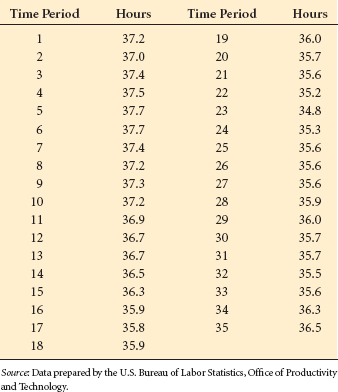 Time Period Hours Time Period Hours
1 37.2 19 36.0
2 37.0 20 35.7
3 37.4 21 35.6
4 37.5 22 35.2
5 37.7 23 34.8
6 37.7 24 35.3
7 37.4 25 35.6
8 37.2 26 35.6
9 37.3 27 35.6
10 37.2 28 35.9
11 36.9 29 36.0
12 36.7 30 35.7
13 36.7 31 35.7
14 36.5 32 35.5
15 36.3 33 35.6
16 35.9 34 36.3
17 35.8 35 36.5
18 35.9
Source: Data prepared by the U.S. Bureau of Labor Statistics, Office of Productivity
and Technology.